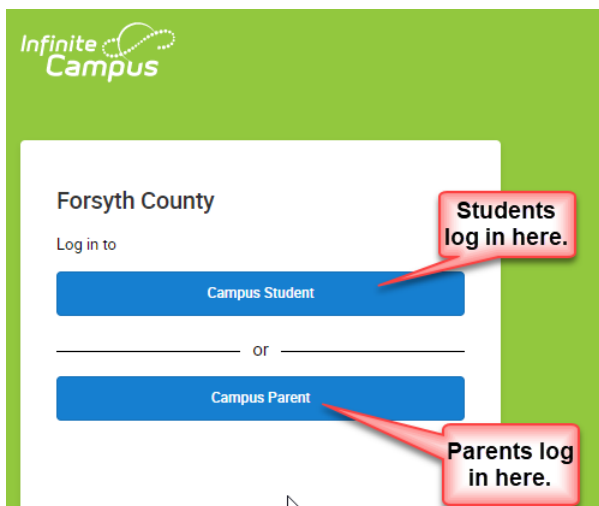 Infinite
Campus
Forsyth County
Students
log in here.
Log in to
Campus Student
or
Campus Parent
Parents log
in here.